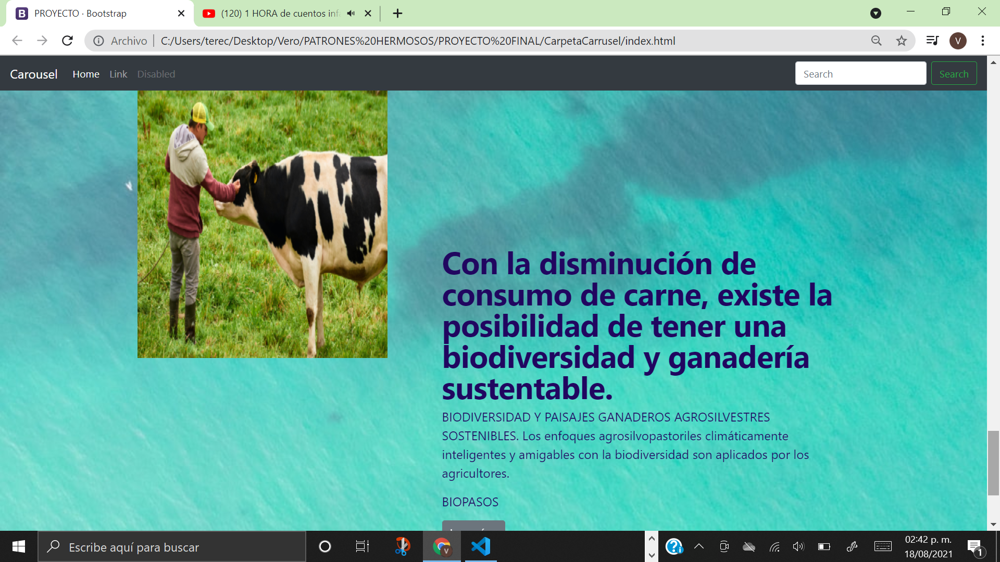 PROYECTO · Bootstrap
(120) 1 HORA de cuentos
Archivo | C:/Users/terec/Desktop/Vero/PATRONES%20HERMOSOS/PROYECTO%20FINAL/CarpetaCarrusel/index.html
V
Carousel Home Link Disabled Search Search
Con la disminución de
consumo de carne, existe la
posibilidad de tener una
biodiversidad y ganadería
sustentable.
BIODIVERSIDAD Y PAISAJES GANADEROS AGROSILVESTRES
SOSTENIBLES. Los enfoques agrosilvopastoriles climáticamente
inteligentes y amigables con la biodiversidad son aplicados por los
agricultores.
BIOPASOS
Escribe aquí para buscar
02:42 p. m.
18/08/2021
1